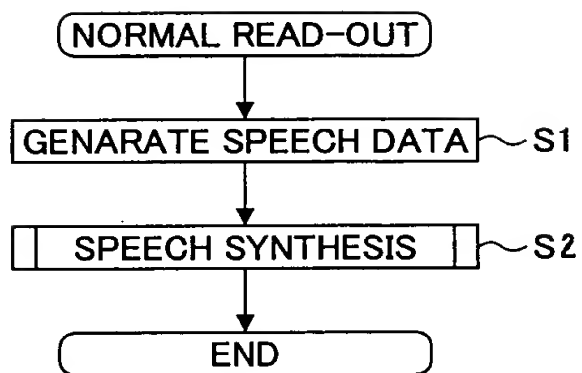 NORMAL READ-OUT
GENARATE SPEECH DATA S1
SPEECH SYNTHESIS S2
END